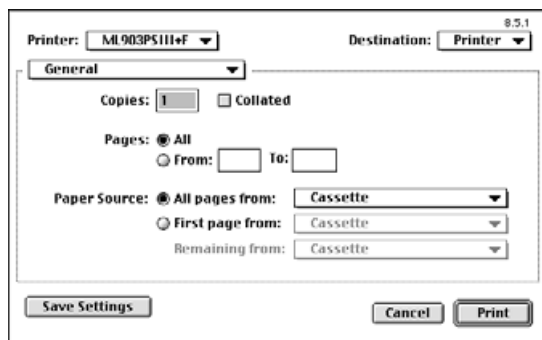 8.5.1
Printer: ML903PSIII+F Destination: Printer
General
Copies: 1 Collated
Pages: All
From: To:
Paper Source: All pages from: Cassette
First page from: Cassette
Remaining from: Cassette
Save Settings Cancel Print